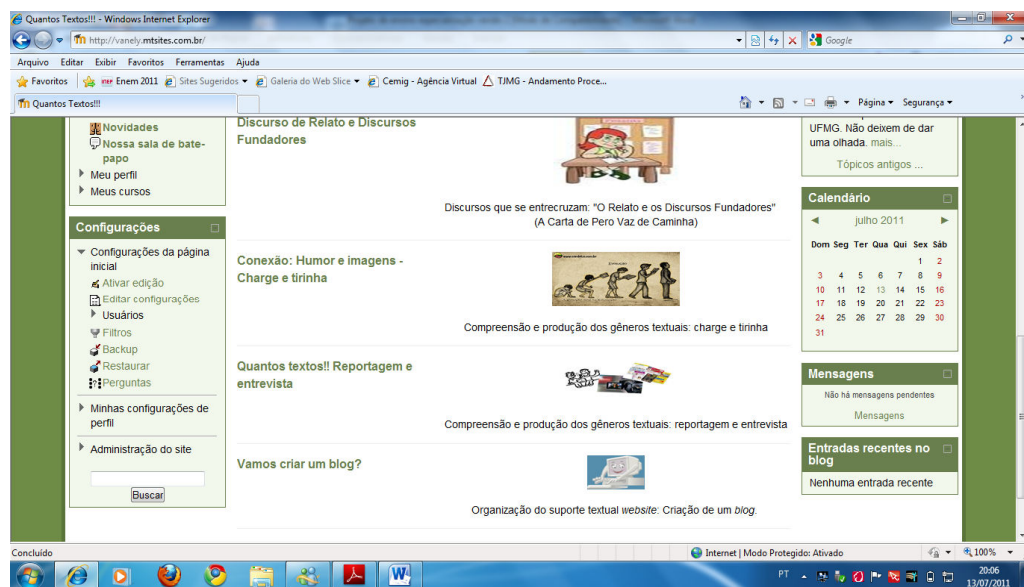 Quantos Textos!!! - Windows Internet Explorer
http://vanely.mtsites.com.br/
Google
Arquivo Editar Exibir Favoritos Ferramentas Ajuda
Favoritos Enem 2011 Sites Sugeridos Galeria do Web Slice Cemig - Agência Virtual TJMG - Andamento Proce...
Quantos Textos!!!
Página Segurança
Novidades
Nossa sala de bate-
papo
Meu perfil
Meus cursos
Configurações
Configurações da página
inicial
Ativar edição
Editar configurações
Usuários
Filtros
Backup
Restaurar
Perguntas
Minhas configurações de
perfil
Administração do site
Buscar
Discurso de Relato e Discursos
Fundadores
Discursos que se entrecruzam: "O Relato e os Discursos Fundadores"
(A Carta de Pero Vaz de Caminha)
Conexão: Humor e imagens -
Charge e tirinha
Compreensão e produção dos gêneros textuais: charge e tirinha
Quantos textos!! Reportagem e
entrevista
Compreensão e produção dos gêneros textuais: reportagem e entrevista
Vamos criar um blog?
Organização do suporte textual website: Criação de um blog.
UFMG. Não deixem de dar
uma olhada. mais...
Tópicos antigos ...
Calendário
julho 2011
Dom Seg Ter Qua Qui Sex Sáb
1 2
3 4 5 6 7 8 9
10 11 12 13 14 15 16
17 18 19 20 21 22 23
24 25 26 27 28 29 30
31
Mensagens
Não há mensagens pendentes
Mensagens
Entradas recentes no
blog
Nenhuma entrada recente
Concluído
Internet | Modo Protegido: Ativado
100%
PT
20:06
13/07/2011